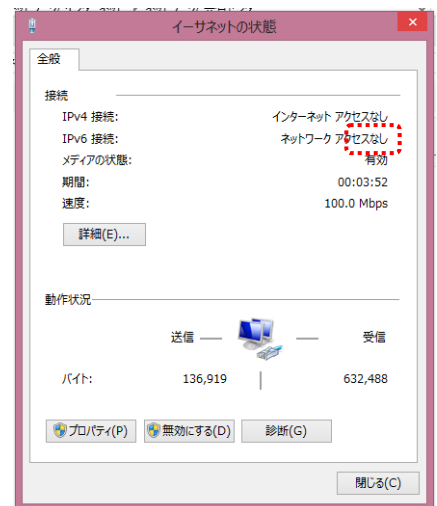 イーサネットの状態
全般
接続
IPv4 接続: インターネット アクセスなし
IPv6 接続: ネットワーク アクセスなし
メディアの状態: 有効
期間: 00:03:52
速度: 100.0 Mbps
詳細(E)...
動作状況
送信 受信
バイト: 136,919 632,488
プロパティ(P) 無効にする(D) 診断(G)
閉じる(C)